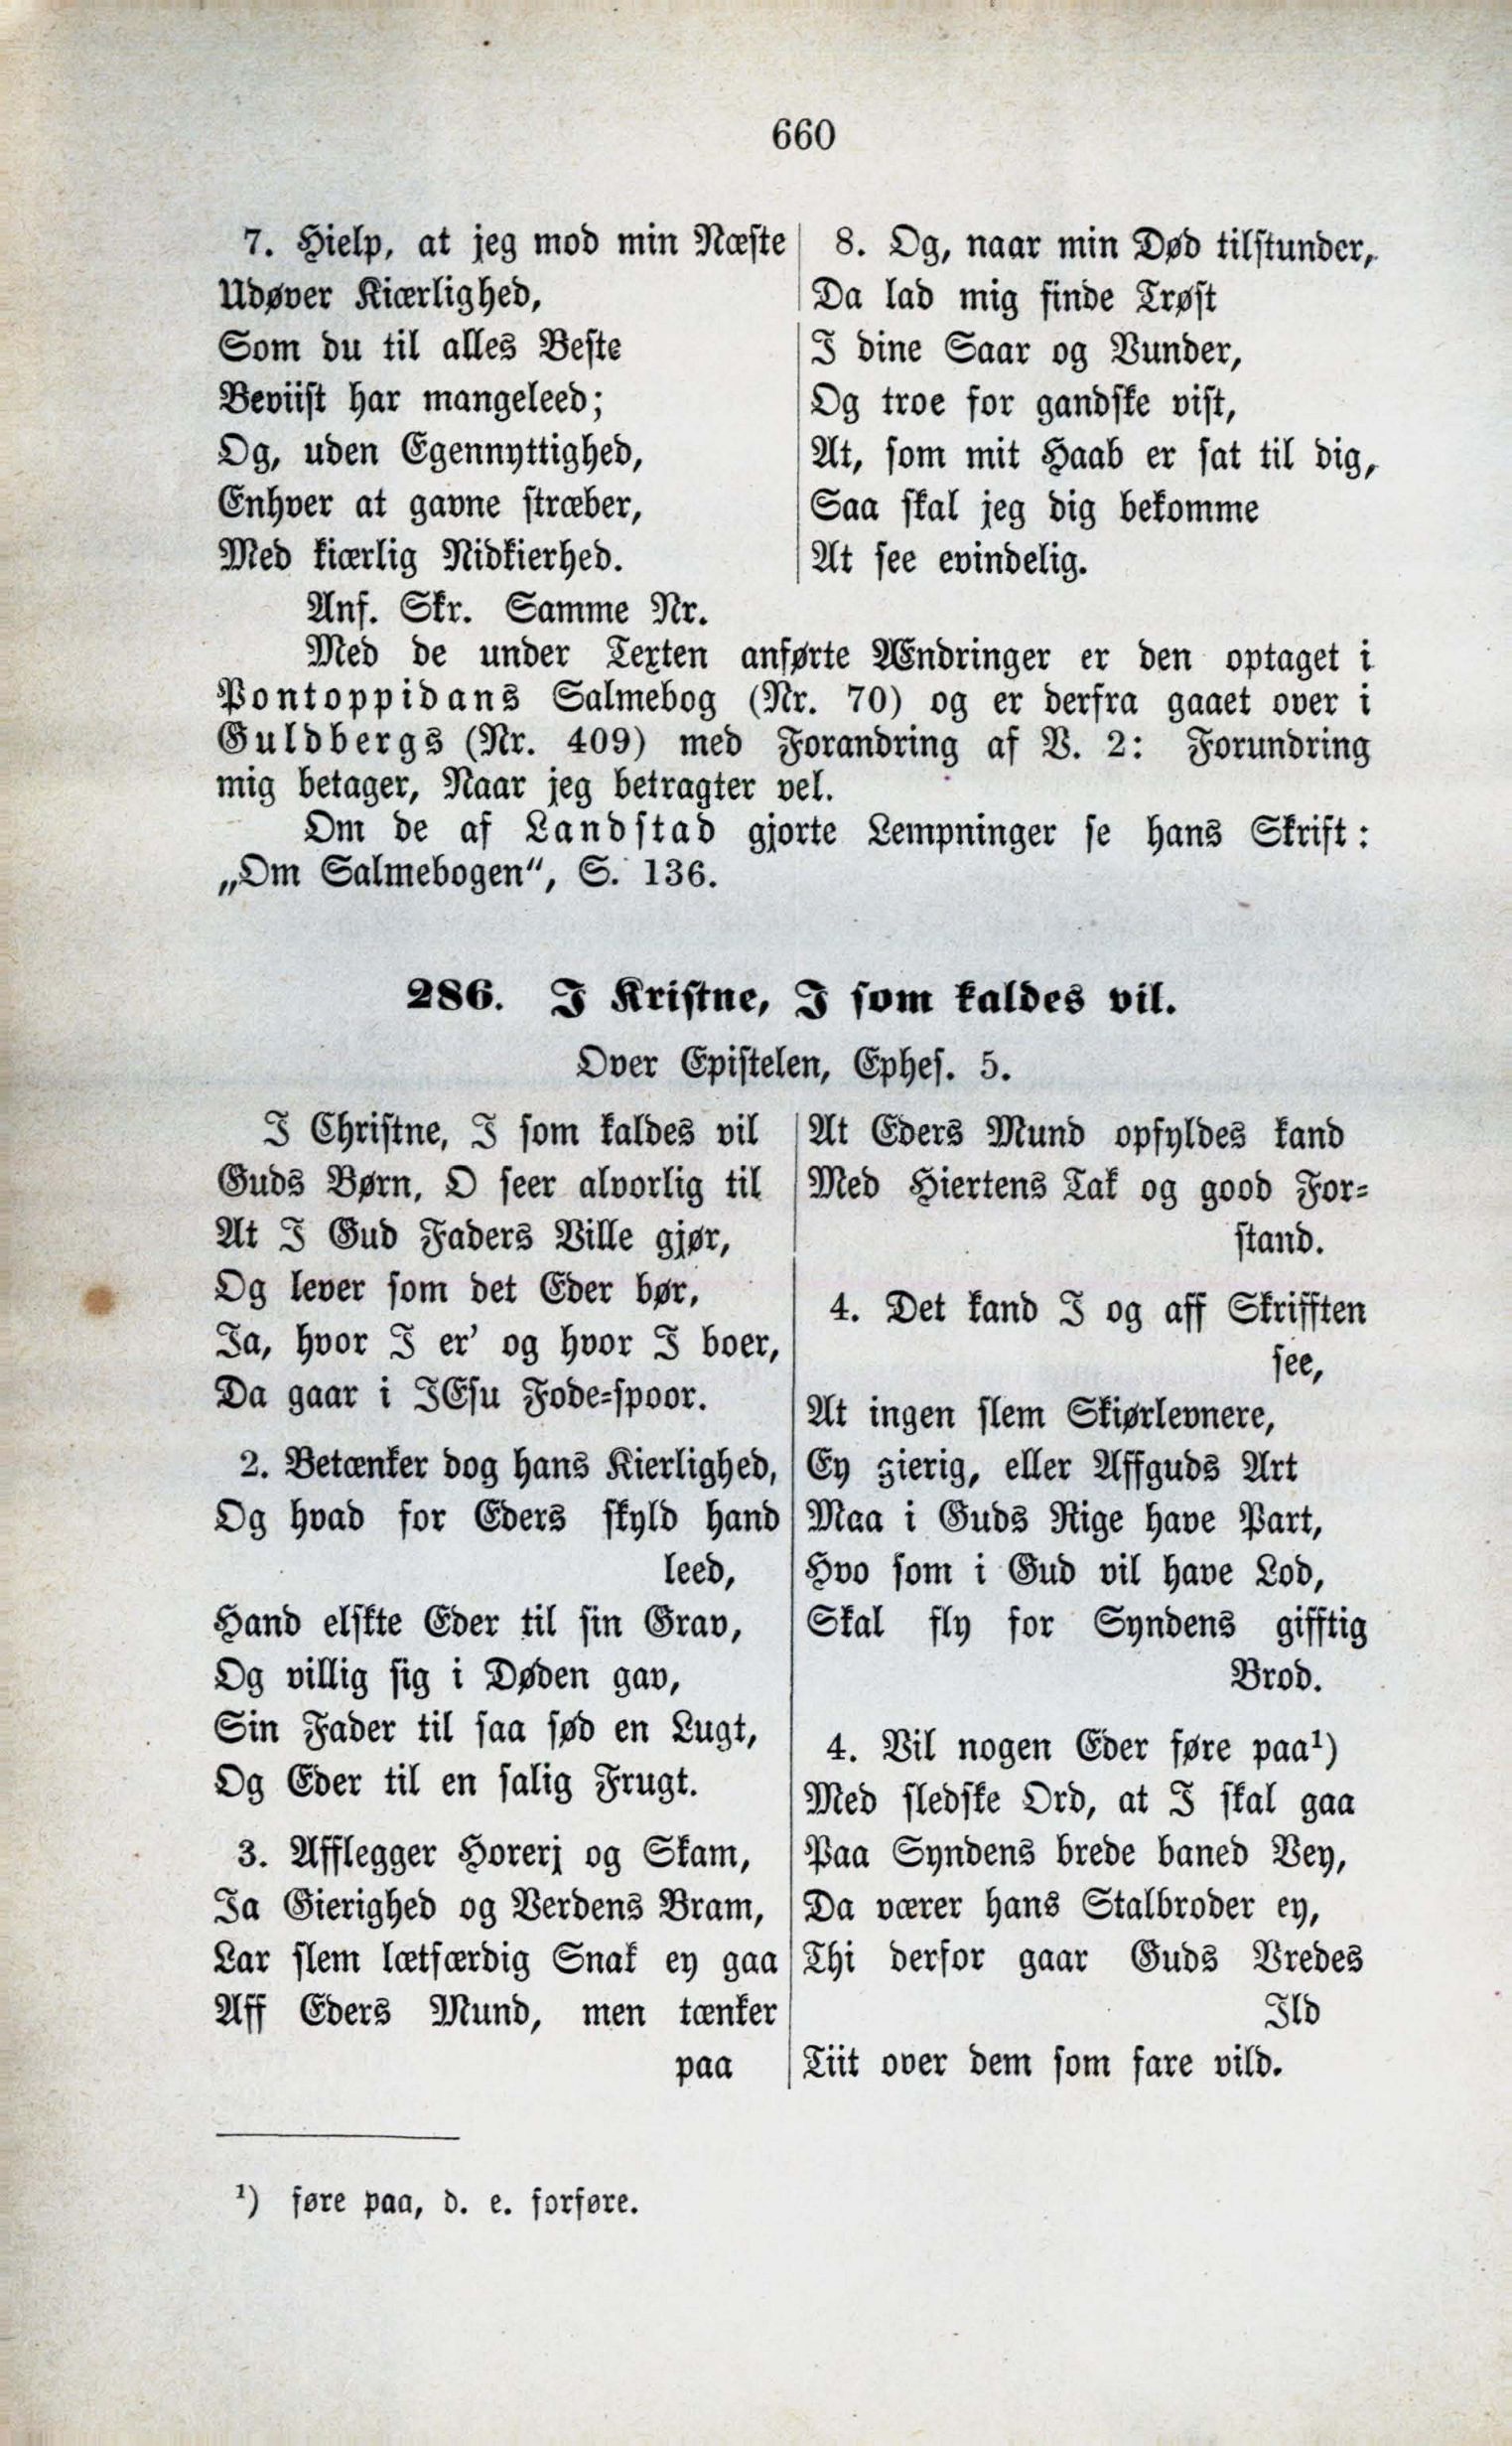 660
7. Hielp, at jeg mod min Næste
Udøver Kiærlighed,
Som du til alles Beste
Beviist har mangeleed;
Og, uden Egennyttighed,
Enhver at gavne stræber,
Med kiærlig Nidkierhed.
8. Og, naar min Død tilstunder,
Da lad mig finde Trøst
I dine Saar og Vunder,
Og troe for gandske vist,
At, som mit Haab er sat til dig,
Saa skal jeg dig bekomme
At see evindelig.
Anf. Skr. Samme Nr.
Med de under Texten anførte Ændringer er den optaget i
Pontoppidans Salmebog (Nr. 70) og er derfra gaaet over i
Guldbergs (Nr. 409) med Forandring af V. 2: Forundring
mig betager, Naar jeg betragter vel.
Om de af Landstad gjorte Lempninger se hans Skrift:
„Om Salmebogen“, S. 136.
286. I Kristne, I som kaldes vil.
Over Epistelen, Ephes. 5.
I Christne, I som kaldes vil
Guds Børn, O seer alvorlig til
At I Gud Faders Ville gjør,
Og lever som det Eder bør,
Ja, hvor I er' og hvor I boer,
Da gaar i JEsu Fode=spoor.
2. Betænker dog hans Kierlighed,
Og hvad for Eders skyld hand
leed,
Hand elskte Eder til sin Grav,
Og villig sig i Døden gav,
Sin Fader til saa sød en Lugt,
Og Eder til en salig Frugt.
3. Afflegger Horerj og Skam,
Ja Gierighed og Verdens Bram,
Lar slem lætfærdig Snak ey gaa
Aff Eders Mund, men tænker
paa
At Eders Mund opfyldes kand
Med Hiertens Tak og good For=
stand.
4. Det kand I og aff Skrifften
see,
At ingen slem Skiørlevnere,
Ey gierig, eller Affguds Art
Maa i Guds Rige have Part,
Hvo som i Gud vil have Lod,
Skal fly for Syndens gifftig
Brod.
4. Vil nogen Eder føre paa¹)
Med sledske Ord, at I skal gaa
Paa Syndens brede baned Vey,
Da værer hans Stalbroder ey,
Thi derfor gaar Guds Vredes
Ild
Tiit over dem som fare vild.
¹) føre paa, d. e. forføre.